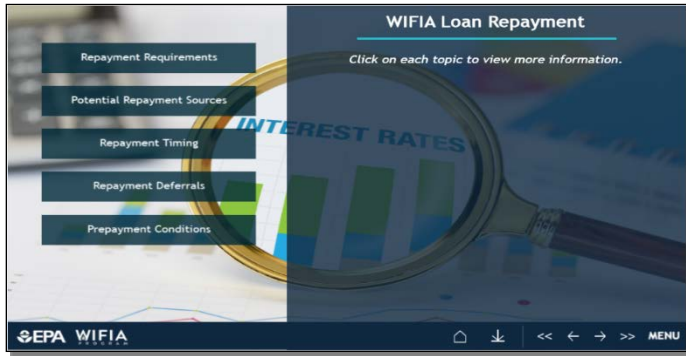 WIFIA Loan Repayment
Click on each topic to view more information.
Repayment Requirements
Potential Repayment Sources
Repayment Timing
Repayment Deferrals
Prepayment Conditions
INTEREST RATES
EPA WIFIA
PROGRAM
<< ← → >> MENU